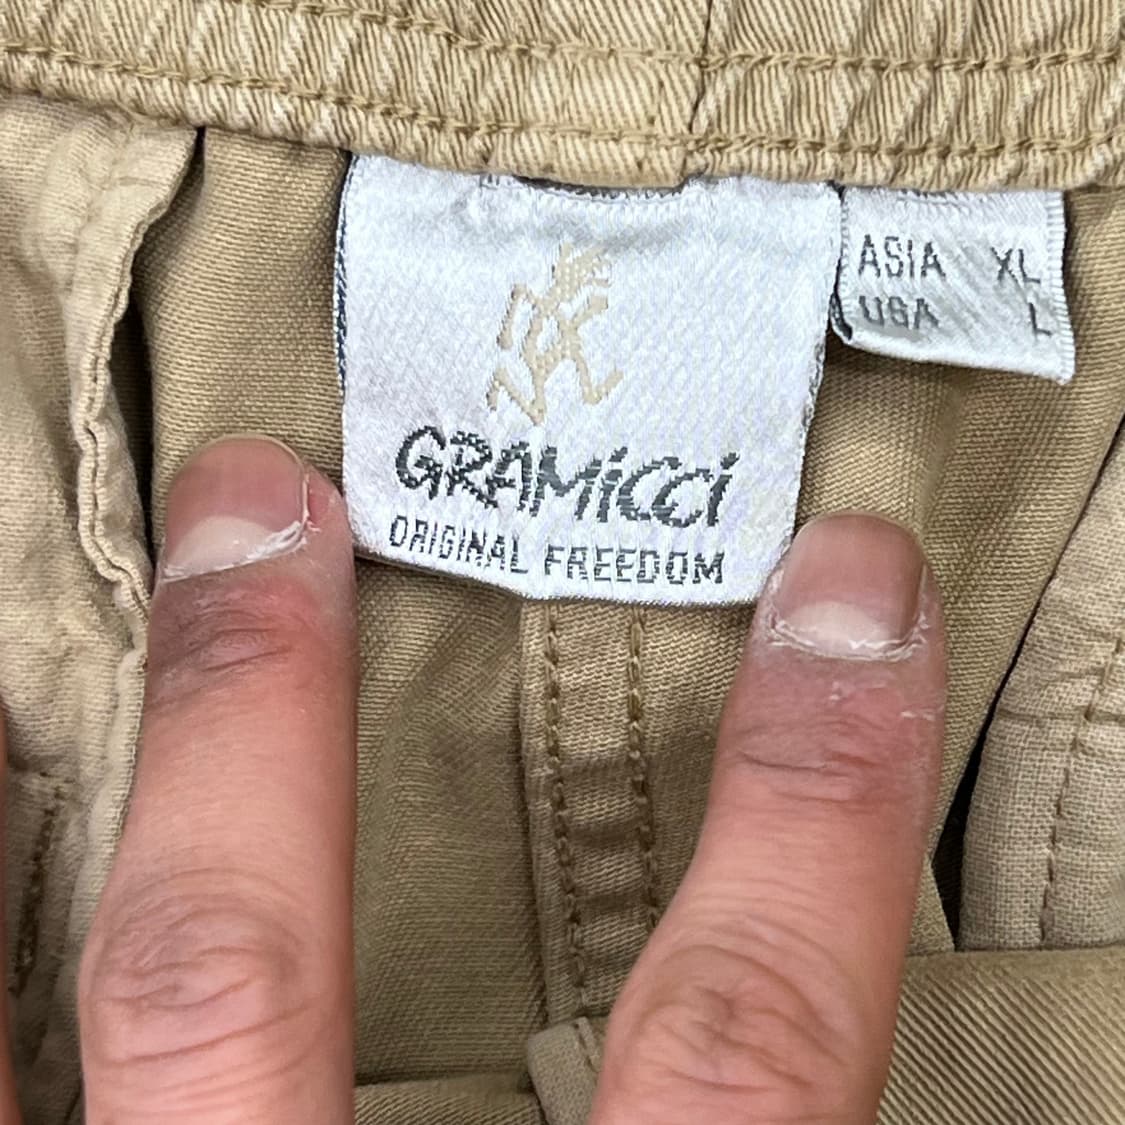 GRAMiCCi
ORIGINAL FREEDOM
ASIA XL
USA L